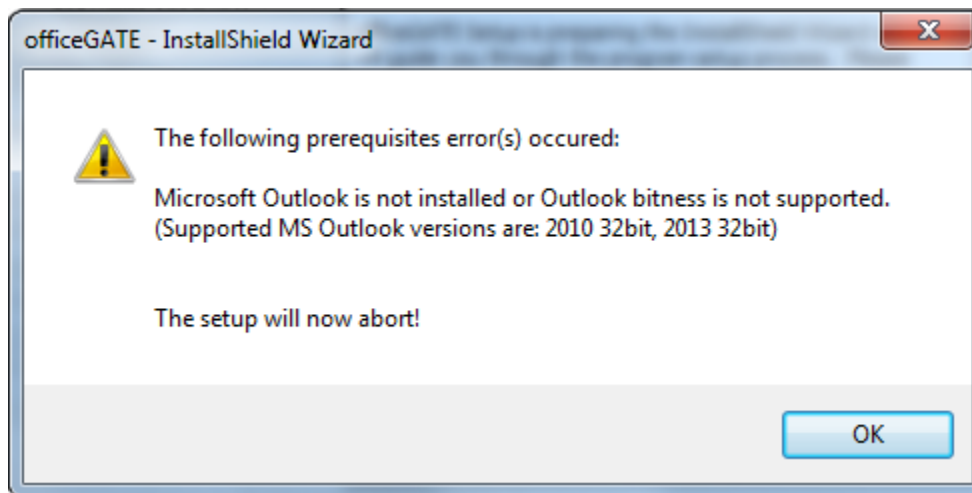 officeGATE - InstallShield Wizard
The following prerequisites error(s) occured:
Microsoft Outlook is not installed or Outlook bitness is not supported.
(Supported MS Outlook versions are: 2010 32bit, 2013 32bit)
The setup will now abort!
OK